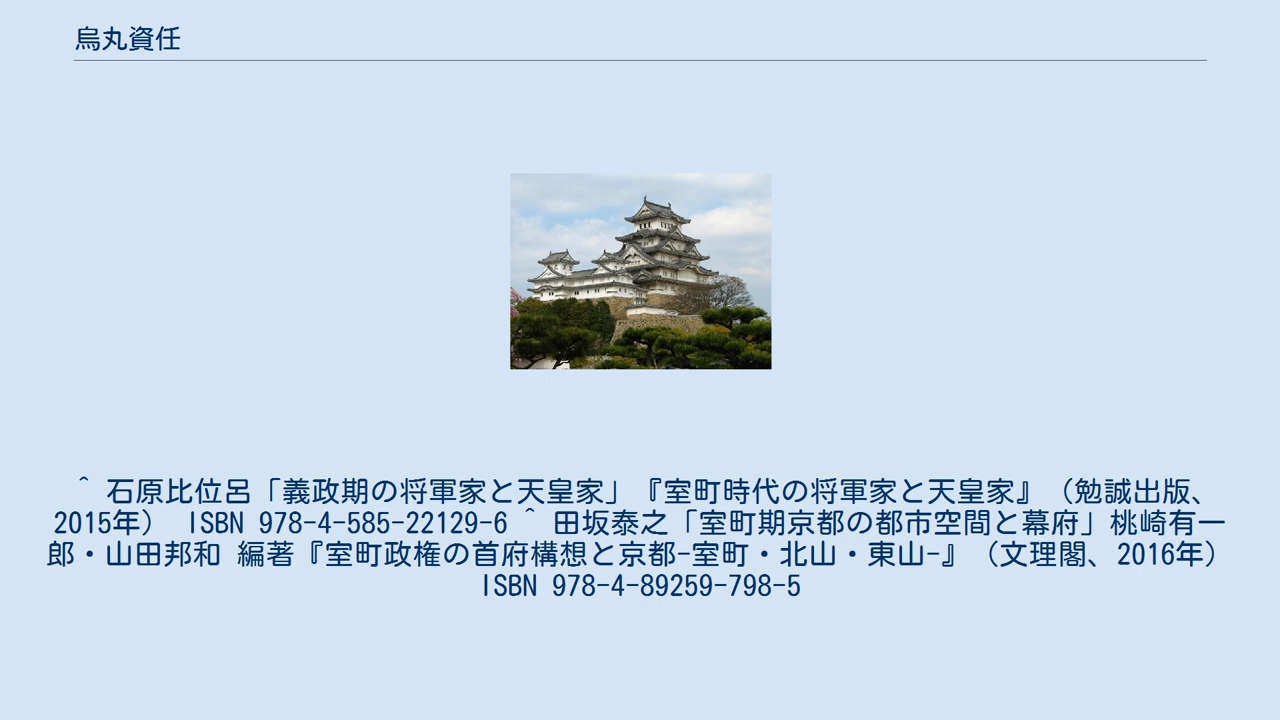 烏丸資任
^ 石原比位呂「義政期の将軍家と天皇家」『室町時代の将軍家と天皇家』（勉誠出版、
2015年） ISBN 978-4-585-22129-6 ^ 田坂泰之「室町期京都の都市空間と幕府」桃崎有一
郎・山田邦和 編著『室町政権の首府構想と京都-室町・北山・東山-』（文理閣、2016年）
ISBN 978-4-89259-798-5